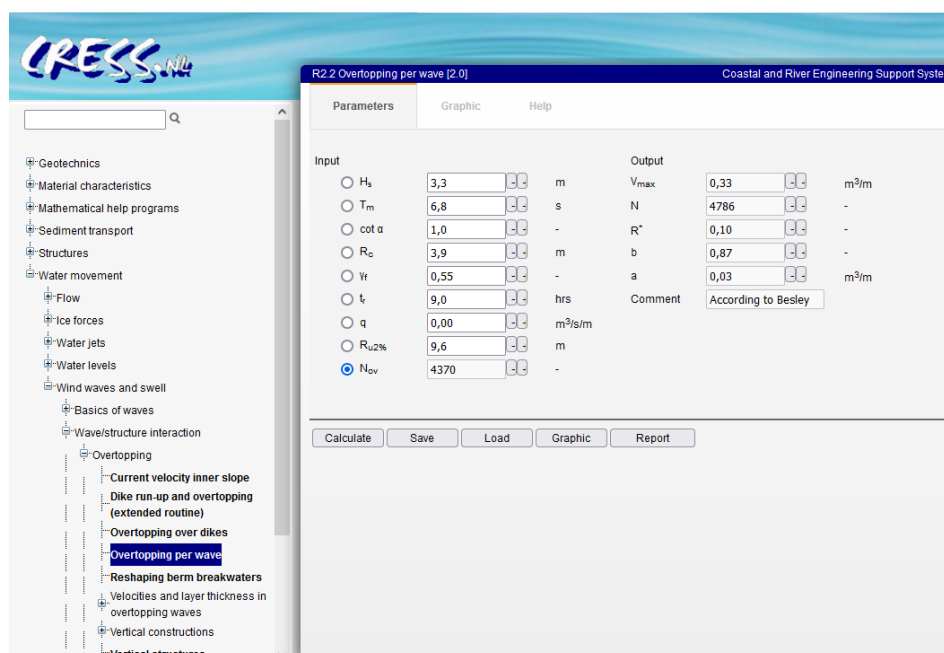 CRESS.nl
R2.2 Overtopping per wave [2.0] Coastal and River Engineering Support Syste
Parameters Graphic Help
Geotechnics
Material characteristics
Mathematical help programs
Sediment transport
Structures
Water movement
Flow
Ice forces
Water jets
Water levels
Wind waves and swell
Basics of waves
Wave/structure interaction
Overtopping
Current velocity inner slope
Dike run-up and overtopping
(extended routine)
Overtopping over dikes
Overtopping per wave
Reshaping berm breakwaters
Velocities and layer thickness in
overtopping waves
Vertical constructions
Vertical structures
Input Output
Hs 3,3 m Vmax 0,33 m³/m
Tm 6,8 s N 4786 -
cot α 1,0 - R* 0,10 -
Rc 3,9 m b 0,87 -
γf 0,55 - a 0,03 m³/m
tr 9,0 hrs Comment According to Besley
q 0,00 m³/s/m
Ru2% 9,6 m
Nov 4370 -
Calculate Save Load Graphic Report